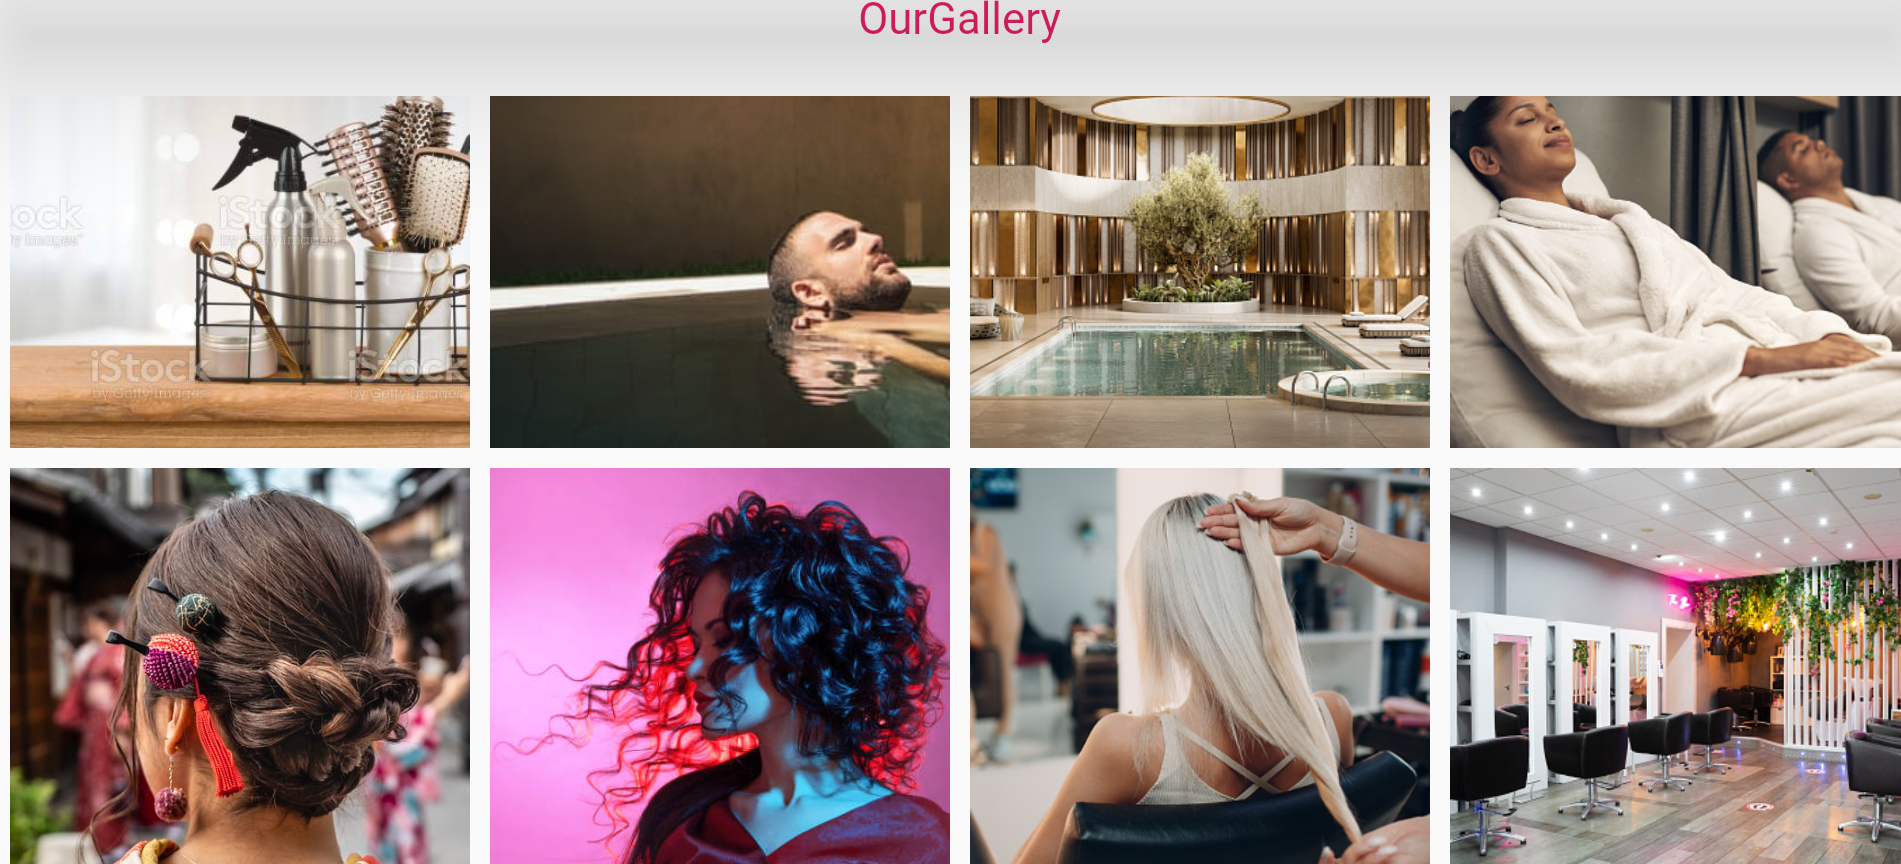 OurGallery
ock
y Images
iStock
by Getty Images
iStock
by Getty Images
iStock
by Getty Images